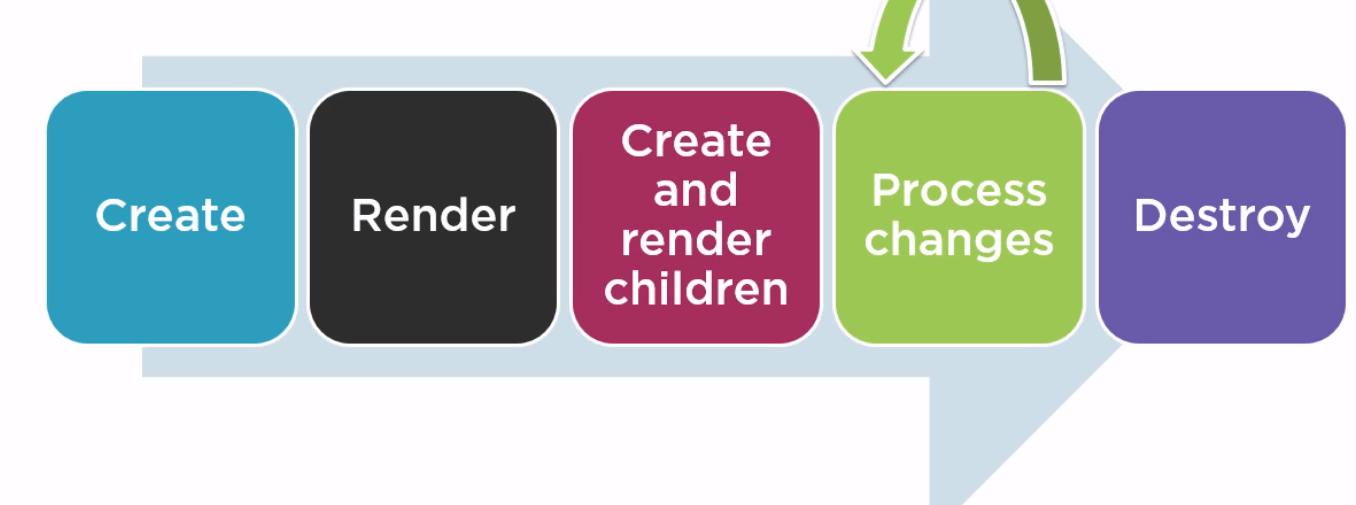 Create
Render
Create
and
render
children
Process
changes
Destroy